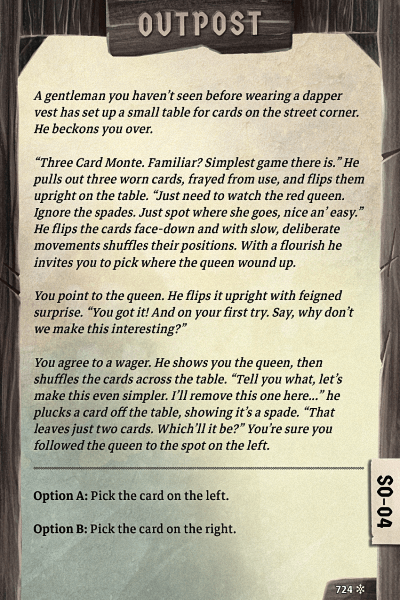 OUTPOST
A gentleman you haven't seen before wearing a dapper
vest has set up a small table for cards on the street corner.
He beckons you over.
“Three Card Monte. Familiar? Simplest game there is.” He
pulls out three worn cards, frayed from use, and flips them
upright on the table. “Just need to watch the red queen.
Ignore the spades. Just spot where she goes, nice an’ easy.”
He flips the cards face-down and with slow, deliberate
movements shuffles their positions. With a flourish he
invites you to pick where the queen wound up.
You point to the queen. He flips it upright with feigned
surprise. “You got it! And on your first try. Say, why don’t
we make this interesting?”
You agree to a wager. He shows you the queen, then
shuffles the cards across the table. “Tell you what, let’s
make this even simpler. I’ll remove this one here...” he
plucks a card off the table, showing it’s a spade. “That
leaves just two cards. Which’ll it be?” You’re sure you
followed the queen to the spot on the left.
Option A: Pick the card on the left.
Option B: Pick the card on the right.
SO-04
724